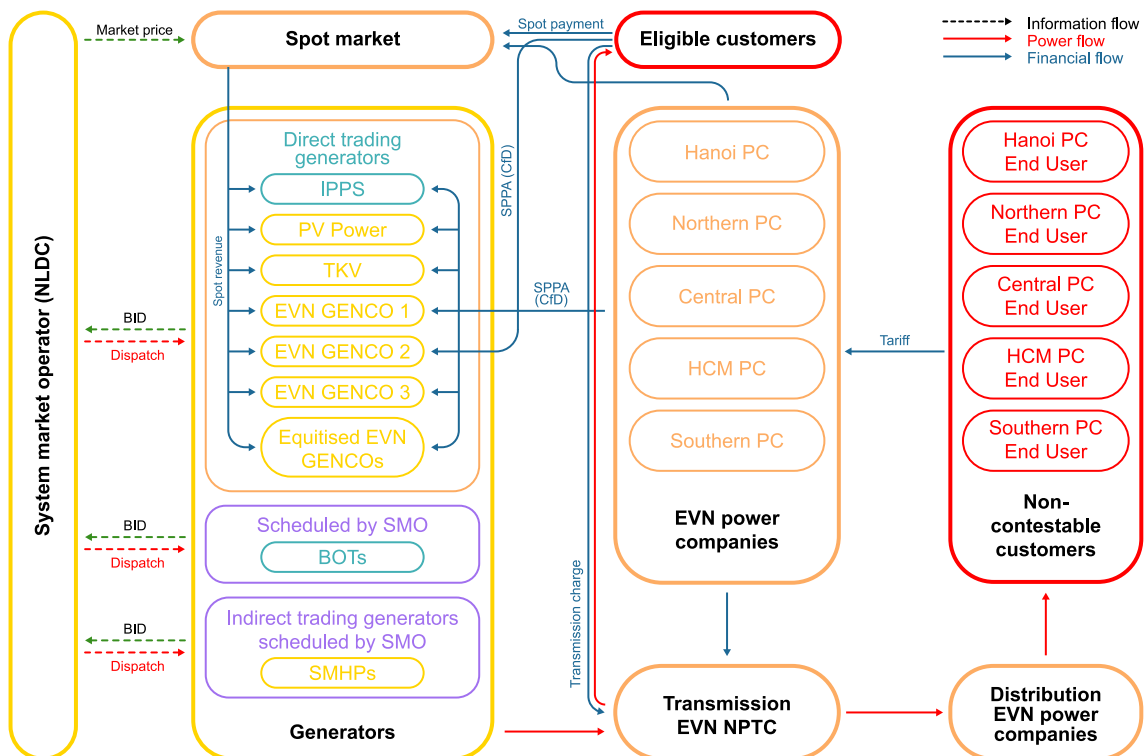 Market price
Spot market
Spot payment
Eligible customers
Information flow
Power flow
Financial flow
System market operator (NLDC)
Direct trading
generators
IPPS
PV Power
TKV
EVN GENCO 1
EVN GENCO 2
EVN GENCO 3
Equitised EVN
GENCOs
Spot revenue
SPPA (CfD)
SPPA
(CfD)
BID
Dispatch
Scheduled by SMO
BOTs
BID
Dispatch
Indirect trading generators
scheduled by SMO
SMHPs
BID
Dispatch
Generators
Hanoi PC
Northern PC
Central PC
HCM PC
Southern PC
EVN power
companies
Tariff
Hanoi PC
End User
Northern PC
End User
Central PC
End User
HCM PC
End User
Southern PC
End User
Non-
contestable
customers
Transmission charge
Transmission
EVN NPTC
Distribution
EVN power
companies